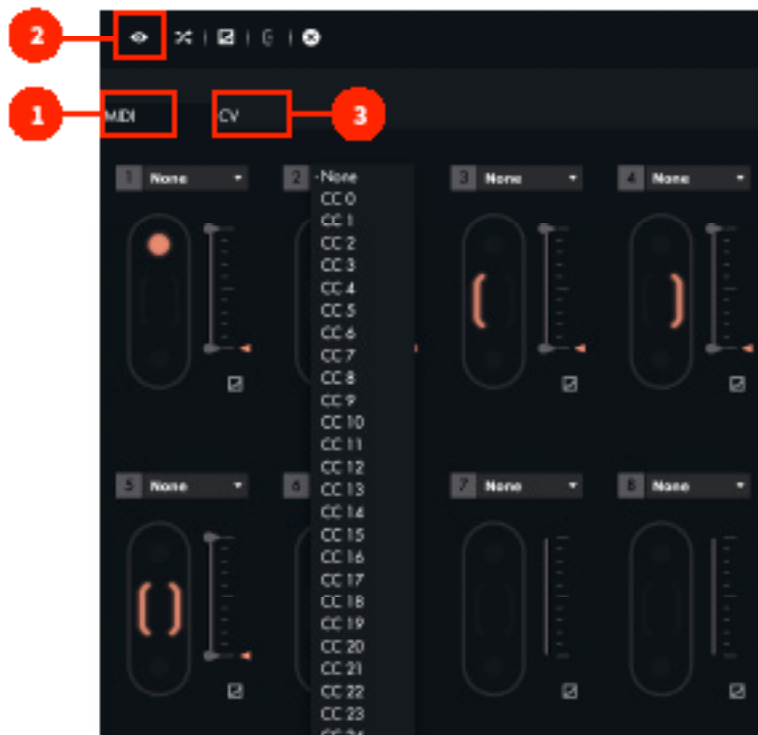 2
1
MIDI
CV
3
1 None
2 -None
3 None
4 None
CC 0
CC 1
CC 2
CC 3
CC 4
CC 5
CC 6
CC 7
CC 8
CC 9
CC 10
CC 11
CC 12
CC 13
5 None
6
7 None
8 None
CC 14
CC 15
CC 16
CC 17
CC 18
CC 19
CC 20
CC 21
CC 22
CC 23